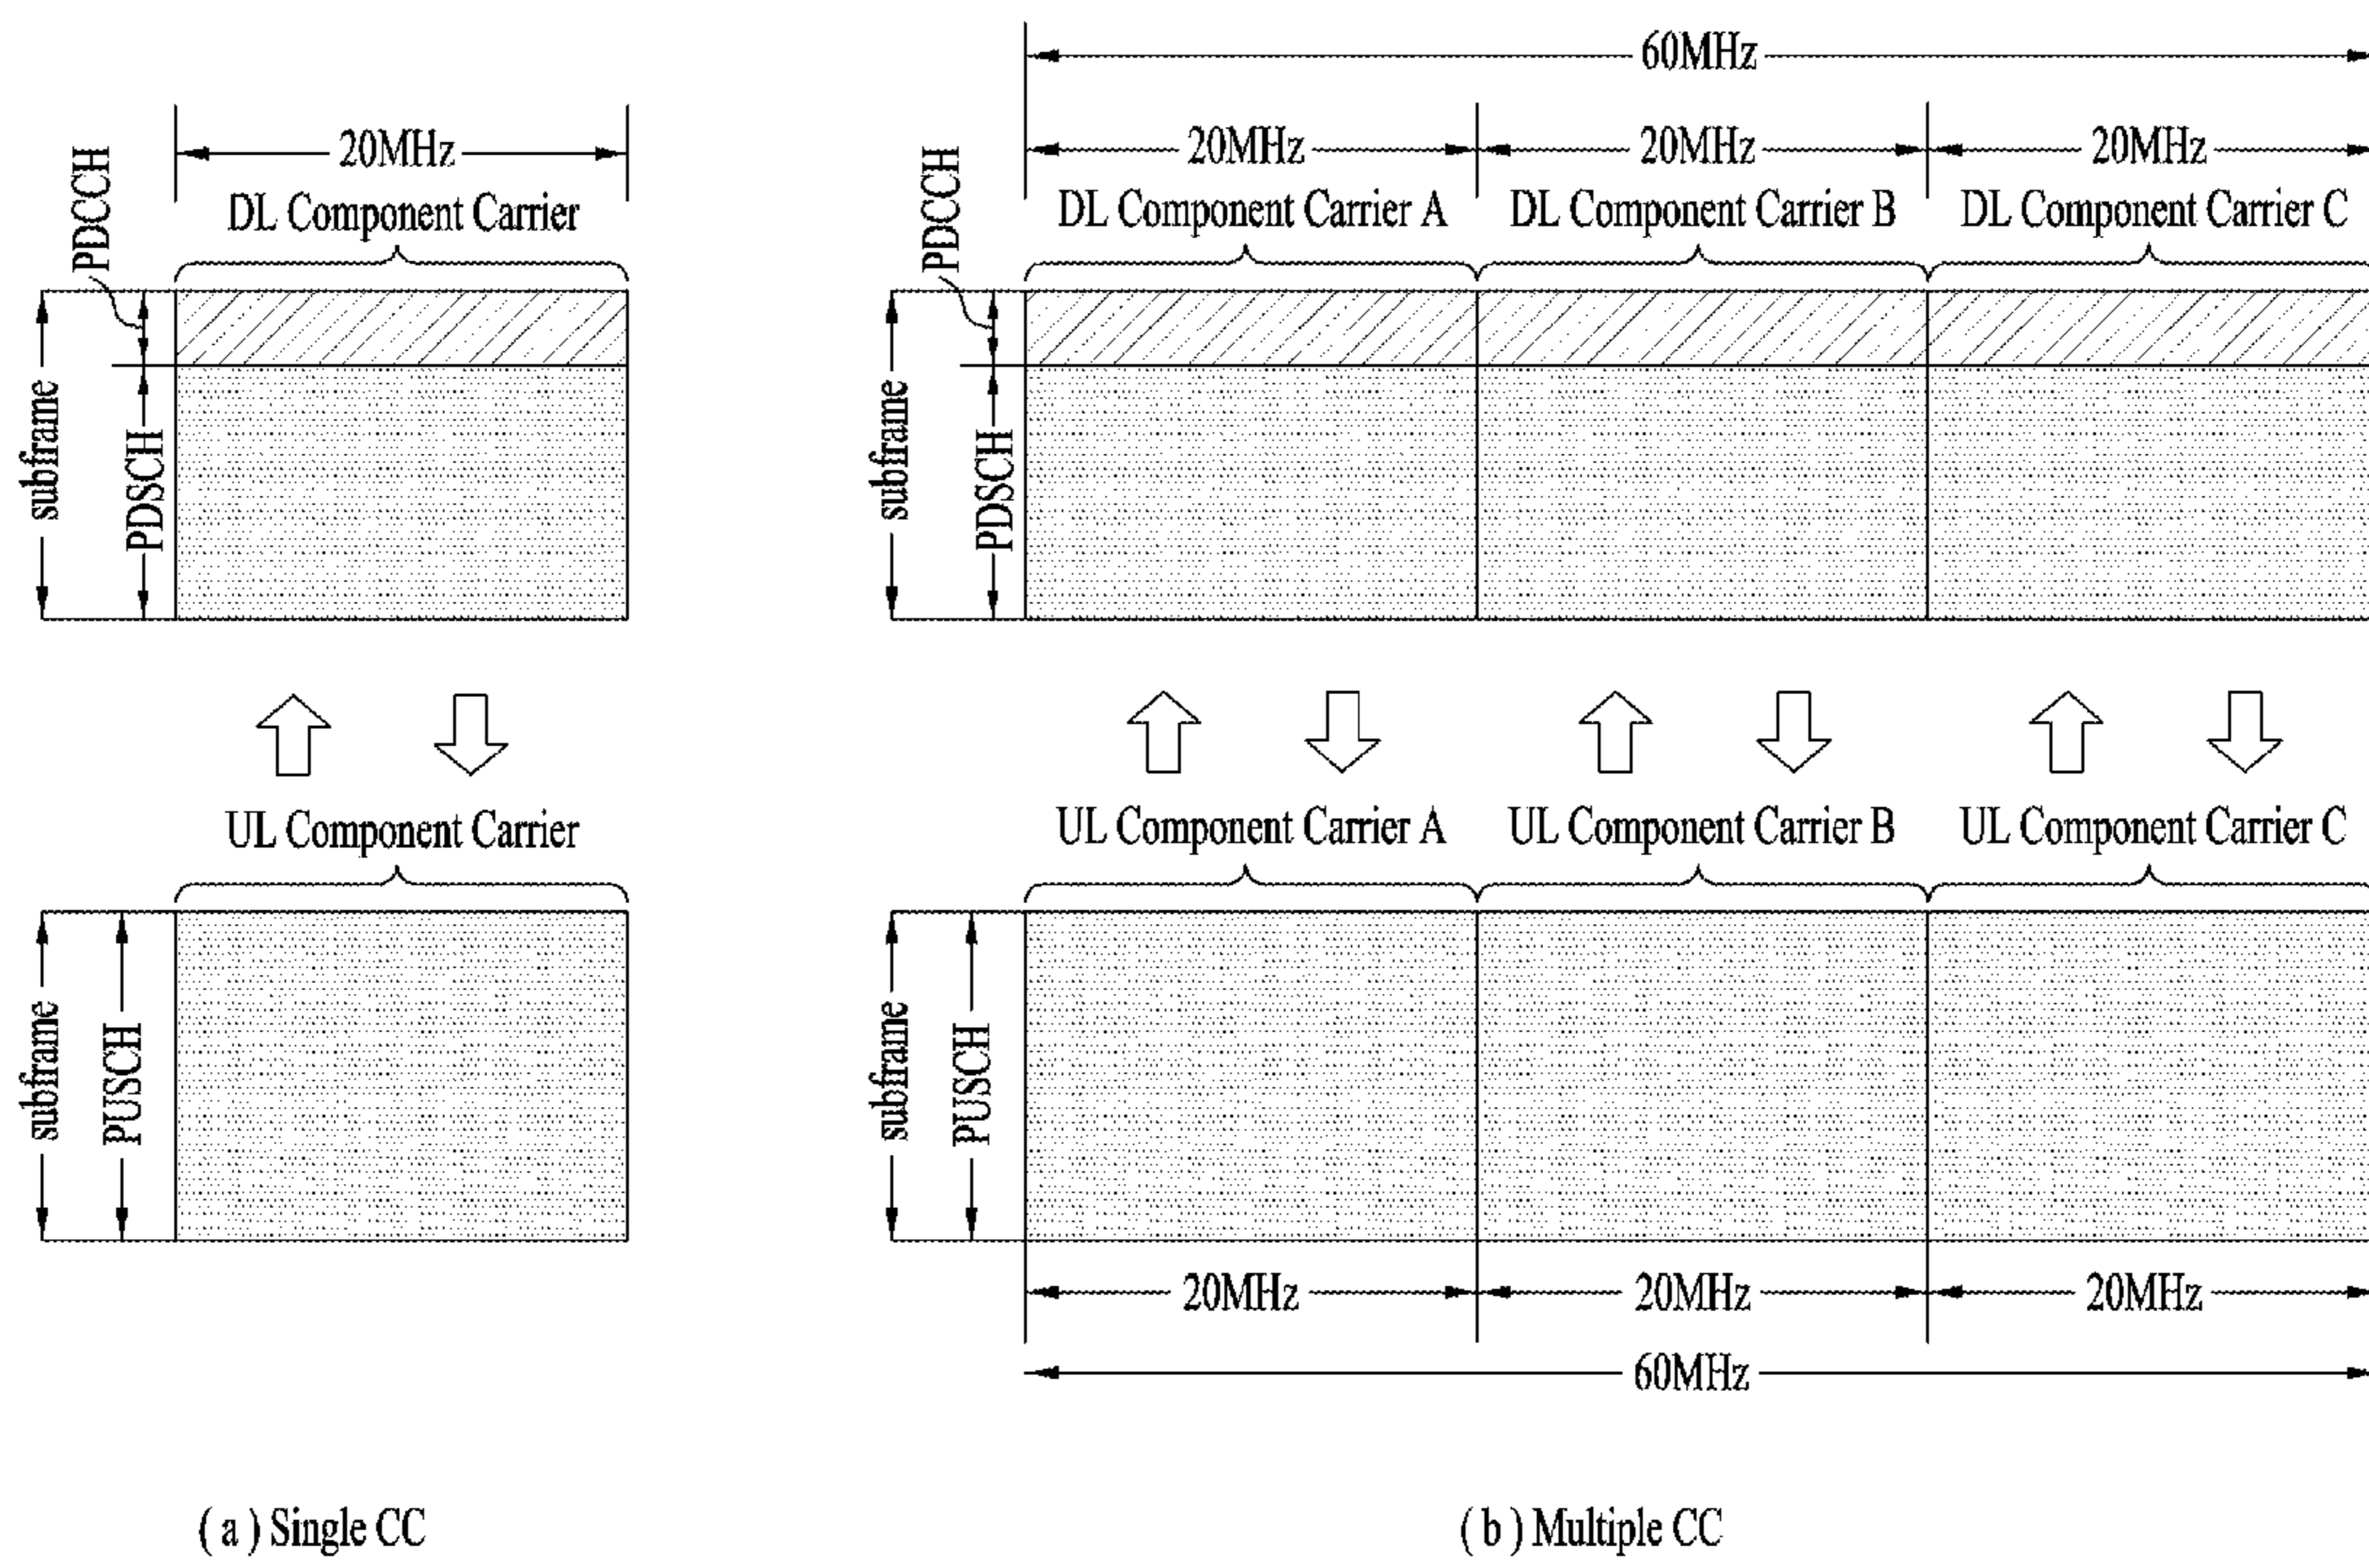 20MHz
DL Component Carrier
PDCCH
subframe
PDSCH
UL Component Carrier
subframe
PUSCH
( a ) Single CC
60MHz
20MHz 20MHz 20MHz
DL Component Carrier A DL Component Carrier B DL Component Carrier C
PDCCH
subframe
PDSCH
UL Component Carrier A UL Component Carrier B UL Component Carrier C
subframe
PUSCH
20MHz 20MHz 20MHz
60MHz
( b ) Multiple CC